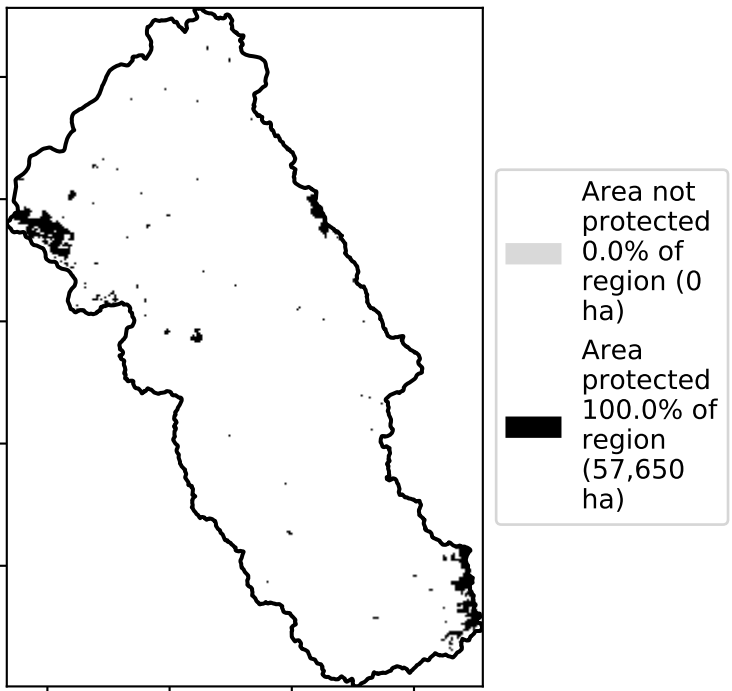 Area not
protected
0.0% of
region (0
ha)
Area
protected
100.0% of
region
(57,650
ha)